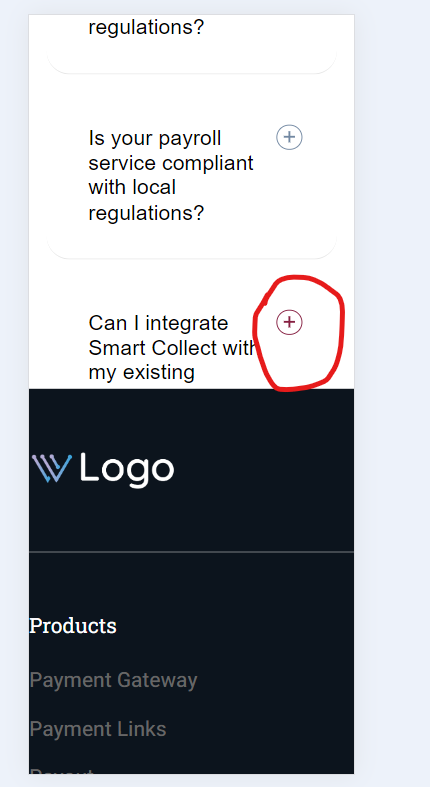 regulations?
Is your payroll
service compliant
with local
regulations?
Can I integrate
Smart Collect with
my existing
Logo
Products
Payment Gateway
Payment Links
Payout